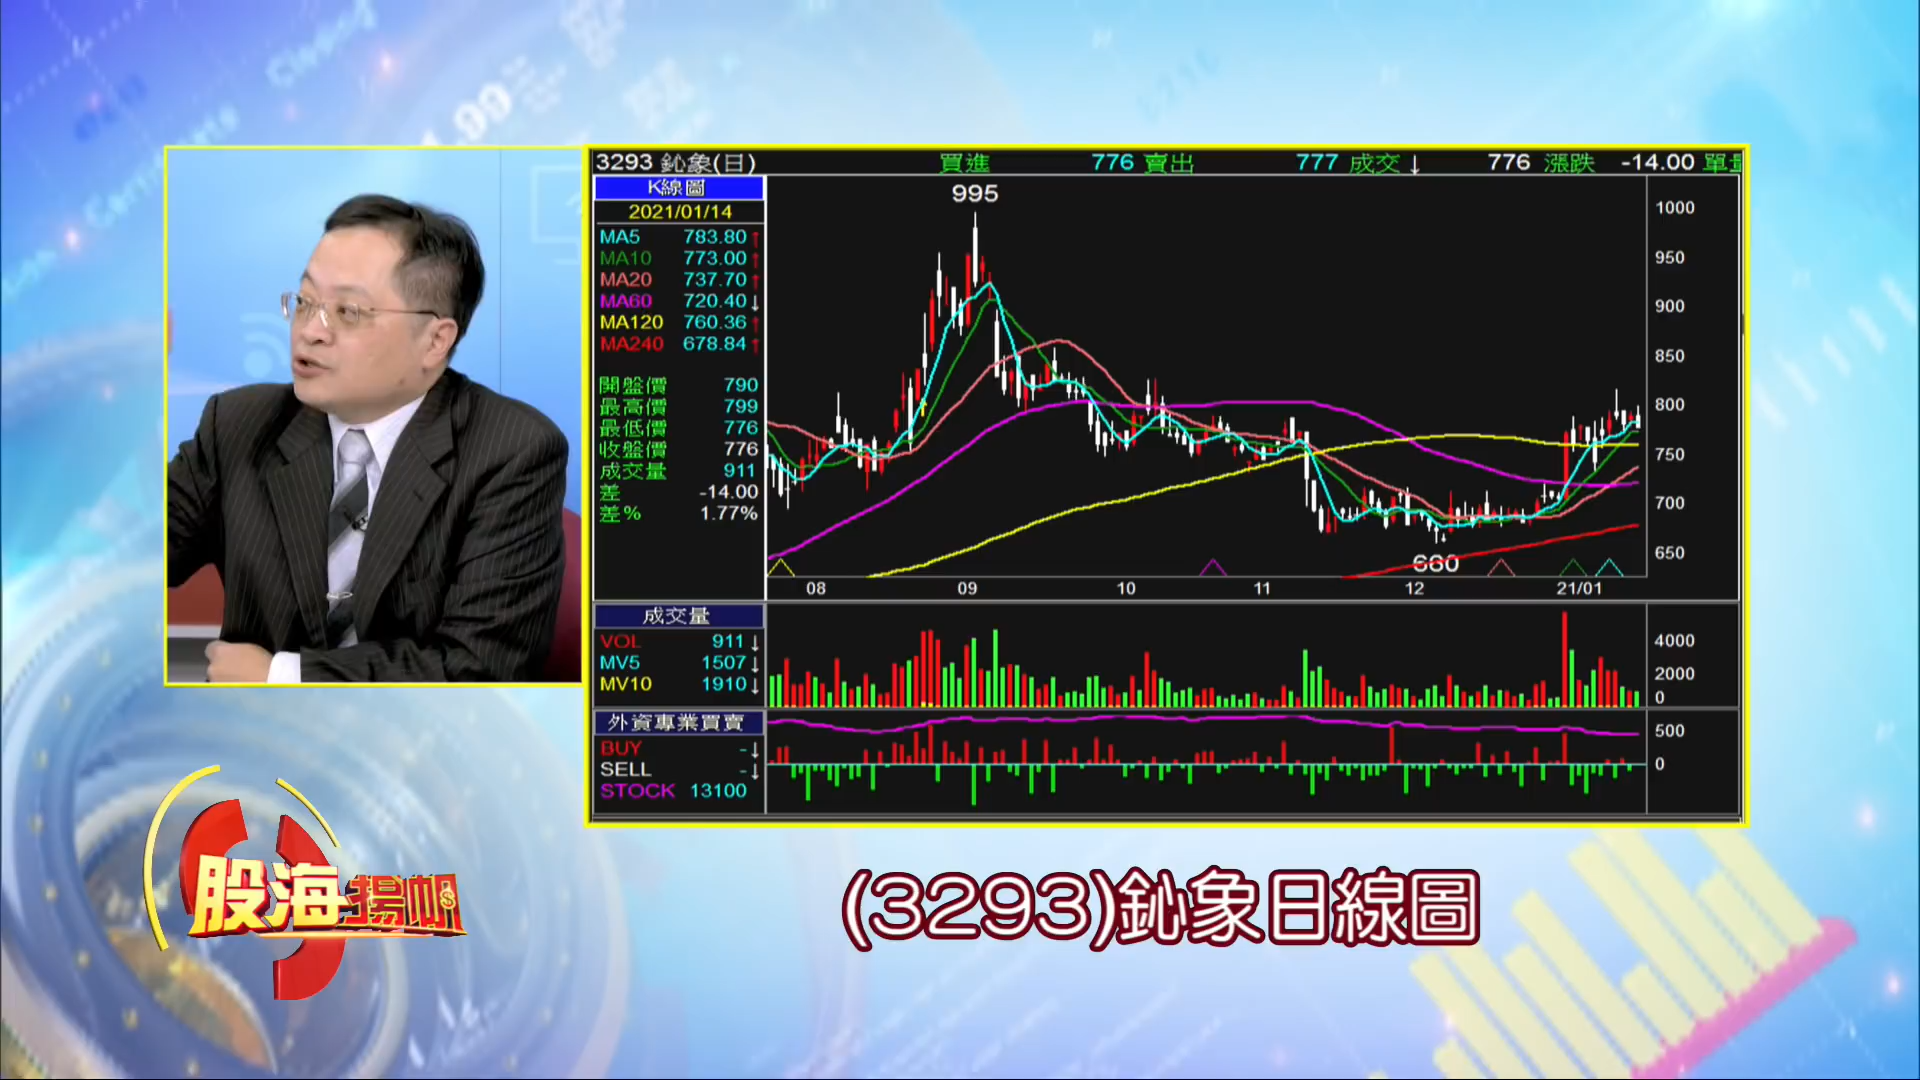 3293 鈊象(日) 買進 776 賣出 777 成交↓ 776 漲跌 -14.00 單量
K線圖
2021/01/14
MA5 783.80↑
MA10 773.00↑
MA20 737.70↑
MA60 720.40↓
MA120 760.36↑
MA240 678.84↑
開盤價 790
最高價 799
最低價 776
收盤價 776
成交量 911
差 -14.00
差% 1.77%
995
660
1000
950
900
850
800
750
700
650
08 09 10 11 12 21/01
成交量
VOL 911↓
MV5 1507↓
MV10 1910↓
4000
2000
0
外資專業買賣
BUY -↓
SELL -↓
STOCK 13100
500
0
股海揚帆
(3293)鈊象日線圖